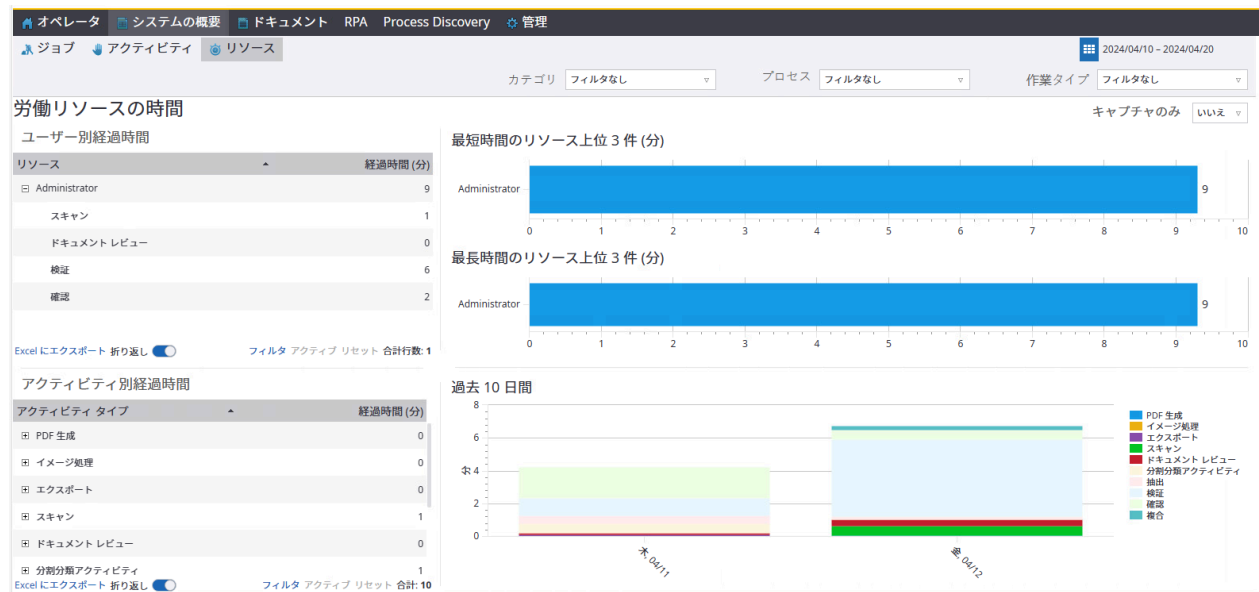 オペレータ システムの概要 ドキュメント RPA Process Discovery 管理
ジョブ アクティビティ リソース 2024/04/10 – 2024/04/20
カテゴリ フィルタなし プロセス フィルタなし 作業タイプ フィルタなし
労働リソースの時間
キャプチャのみ いいえ
ユーザー別経過時間
リソース 経過時間 (分)
Administrator 9
スキャン 1
ドキュメント レビュー 0
検証 6
確認 2
Excel にエクスポート 折り返し フィルタ アクティブ リセット 合計行数: 1
最短時間のリソース上位 3 件 (分)
Administrator 9
0 1 2 3 4 5 6 7 8 9 10
最長時間のリソース上位 3 件 (分)
Administrator 9
0 1 2 3 4 5 6 7 8 9 10
アクティビティ別経過時間
アクティビティ タイプ 経過時間 (分)
PDF 生成 0
イメージ処理 0
エクスポート 0
スキャン 1
ドキュメント レビュー 0
分割分類アクティビティ 1
Excel にエクスポート 折り返し フィルタ アクティブ リセット 合計: 10
過去 10 日間
8
6
分 4
2
0
木, 04/11 金, 04/12
PDF 生成
イメージ処理
エクスポート
スキャン
ドキュメント レビュー
分割分類アクティビティ
抽出
検証
確認
複合